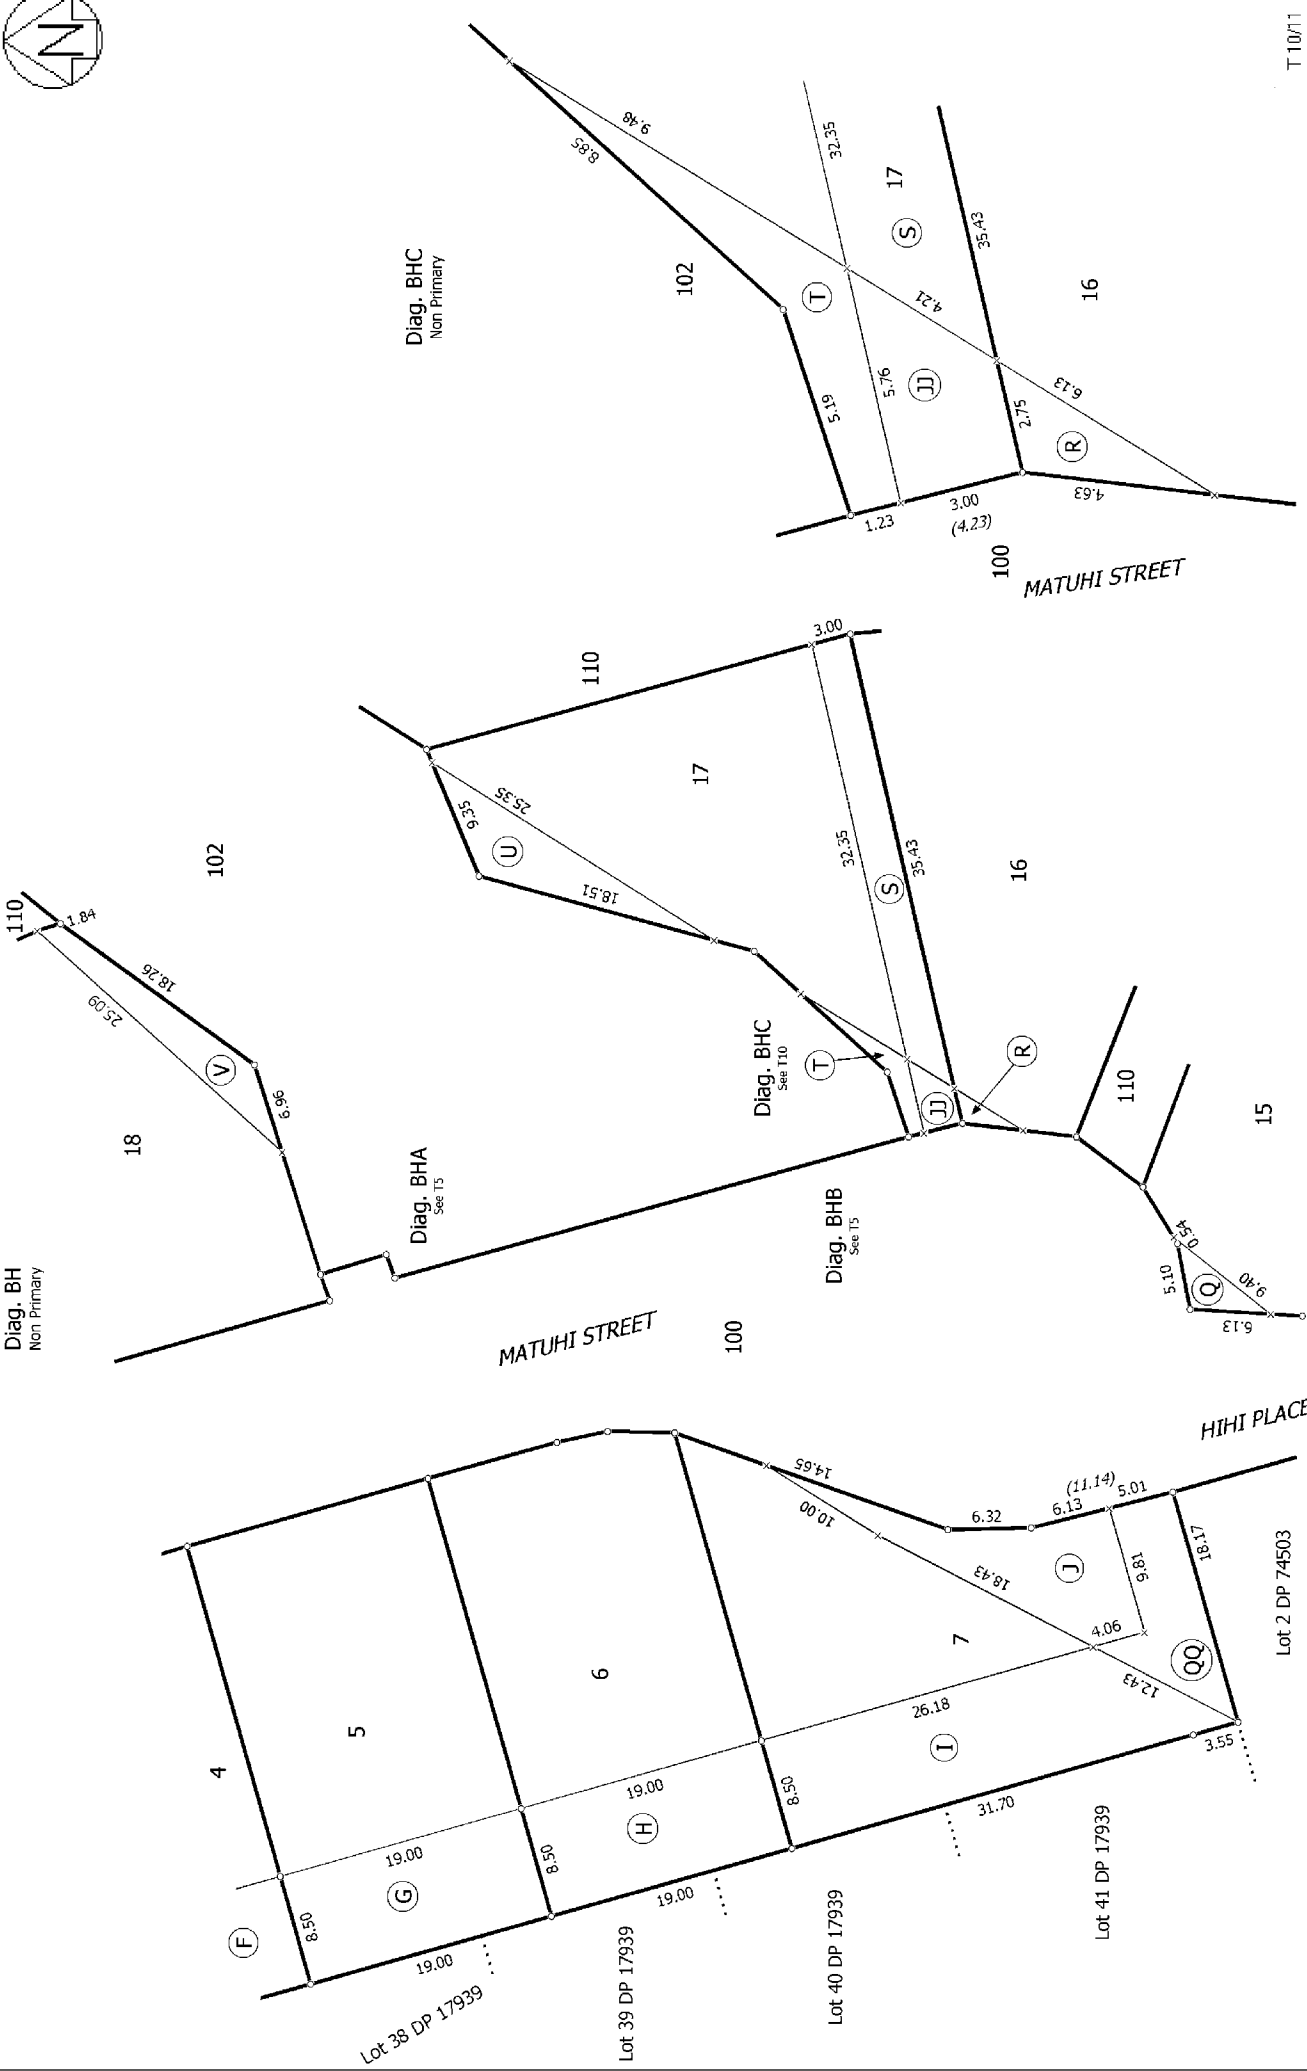 N
Diag. BH
Non Primary
18
110
102
25.09
18.26
1.84
V
6.96
Diag. BHA
See T5
MATUHI STREET
100
Diag. BHB
See T5
Diag. BHC
See T10
110
17
U
9.35
25.35
18.51
3.00
32.35
35.43
S
T
JJ
R
16
110
15
0.54
5.10
Q
9.40
6.13
Diag. BHC
Non Primary
102
8.85
9.48
32.35
17
S
35.43
T
4.21
5.19
5.76
JJ
16
2.75
6.13
R
1.23
3.00
(4.23)
4.63
100
MATUHI STREET
4
5
6
7
F
8.50
G
19.00
19.00
8.50
H
19.00
19.00
8.50
I
26.18
31.70
3.55
14.65
10.00
18.43
6.32
6.13
(11.14)
5.01
J
9.81
4.06
12.43
QQ
18.17
HIHI PLACE
Lot 38 DP 17939
Lot 39 DP 17939
Lot 40 DP 17939
Lot 41 DP 17939
Lot 2 DP 74503
T 10/11